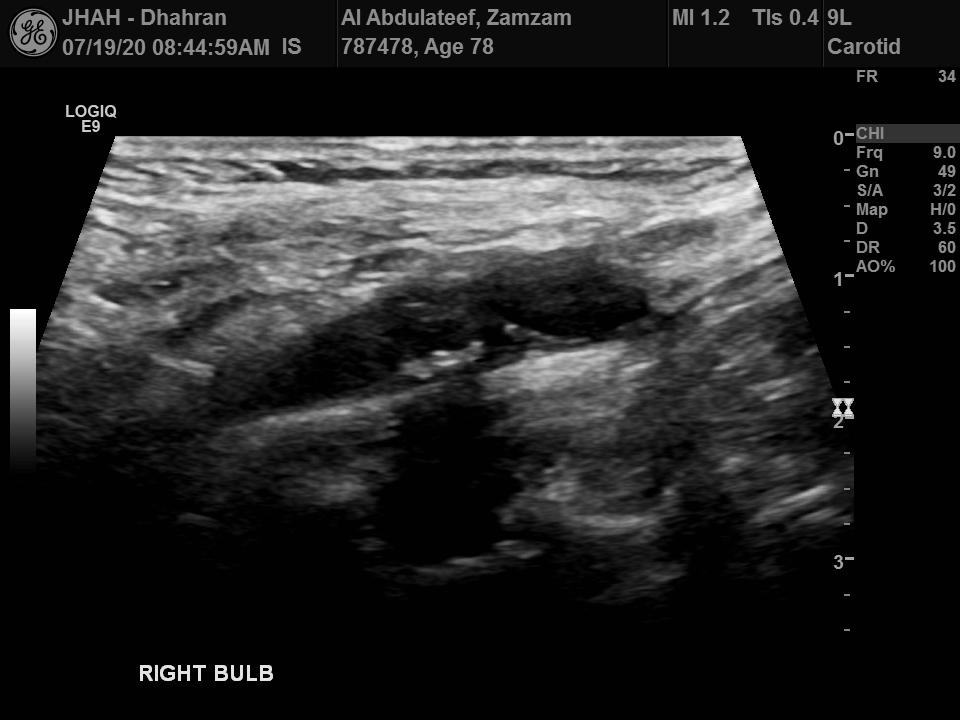 JHAH - Dhahran
07/19/20 08:44:59AM IS
Al Abdulateef, Zamzam
787478, Age 78
MI 1.2 TIs 0.4
9L
Carotid
FR 34
LOGIQ
E9
CHI
Frq 9.0
Gn 49
S/A 3/2
Map H/0
D 3.5
DR 60
AO% 100
0
1
2
3
RIGHT BULB